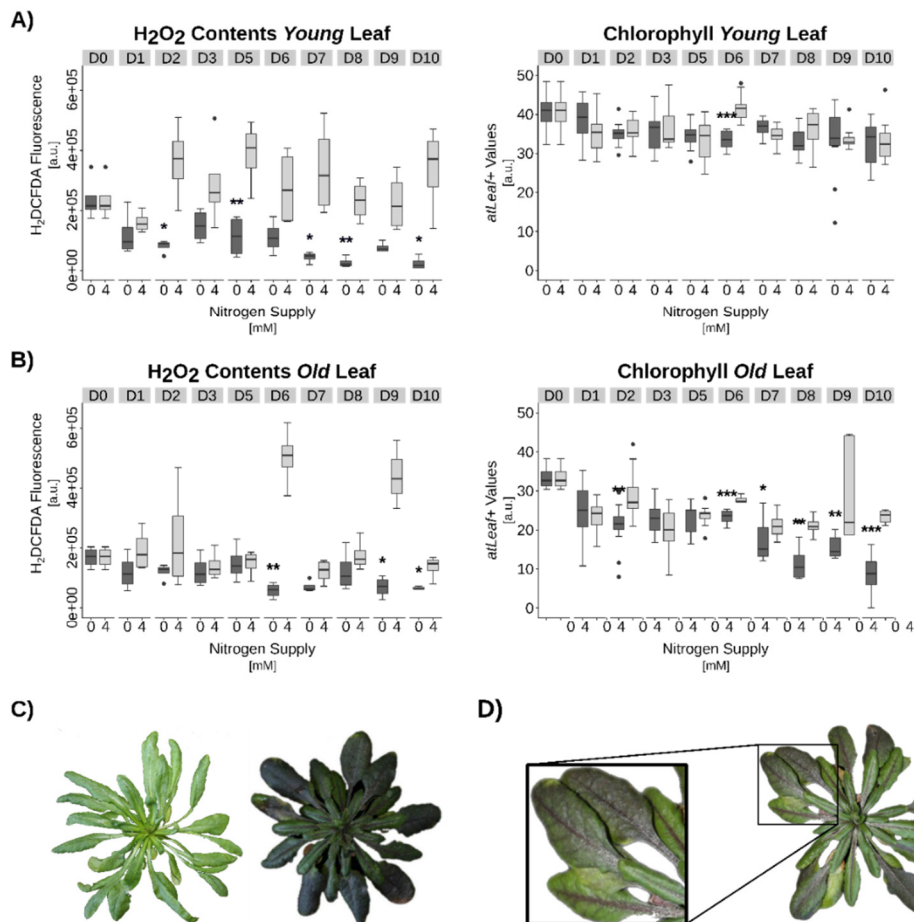 A)
H₂O₂ Contents Young Leaf
D0 D1 D2 D3 D5 D6 D7 D8 D9 D10
H₂DCFDA Fluorescence
[a.u.]
6e+05
4e+05
2e+05
0e+00
* ** * ** *
0 4 0 4 0 4 0 4 0 4 0 4 0 4 0 4 0 4 0 4
Nitrogen Supply
[mM]
Chlorophyll Young Leaf
D0 D1 D2 D3 D5 D6 D7 D8 D9 D10
atLeaf+ Values
[a.u.]
50
40
30
20
10
0
***
0 4 0 4 0 4 0 4 0 4 0 4 0 4 0 4 0 4 0 4
Nitrogen Supply
[mM]
B)
H₂O₂ Contents Old Leaf
D0 D1 D2 D3 D5 D6 D7 D8 D9 D10
H₂DCFDA Fluorescence
[a.u.]
6e+05
4e+05
2e+05
0e+00
** * *
0 4 0 4 0 4 0 4 0 4 0 4 0 4 0 4 0 4 0 4
Nitrogen Supply
[mM]
Chlorophyll Old Leaf
D0 D1 D2 D3 D5 D6 D7 D8 D9 D10
atLeaf+ Values
[a.u.]
50
40
30
20
10
0
** *** * ** ** ***
0 4 0 4 0 4 0 4 0 4 0 4 0 4 0 4 0 4 0 4
Nitrogen Supply
[mM]
C)
D)